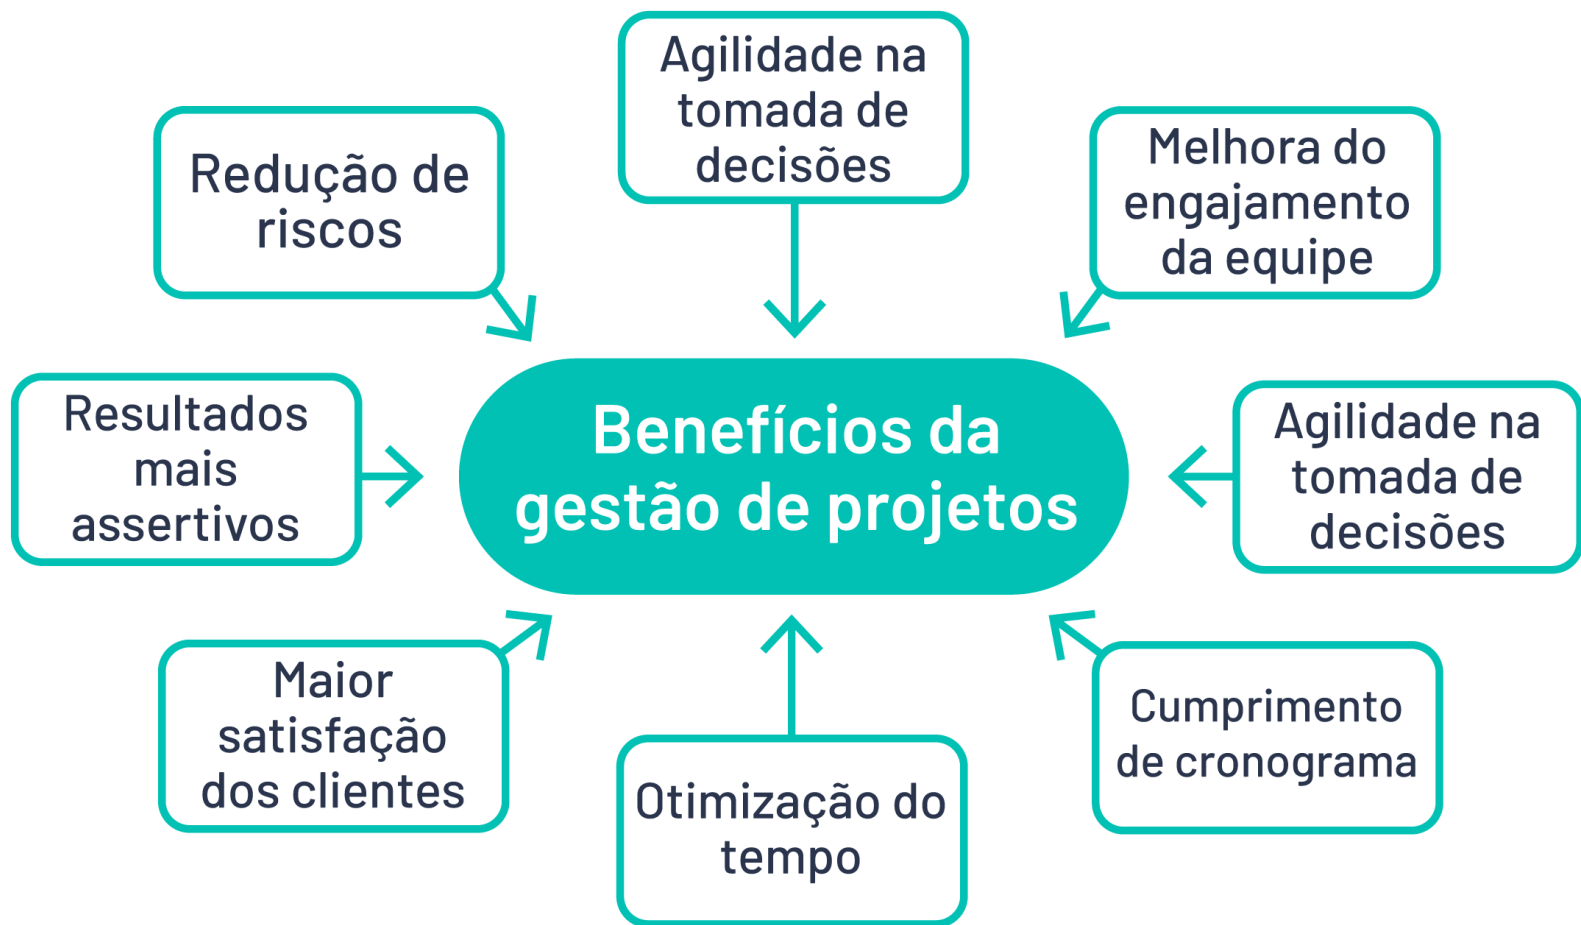 Agilidade na
tomada de
decisões
Redução de
riscos
Melhora do
engajamento
da equipe
Resultados
mais
assertivos
Benefícios da
gestão de projetos
Agilidade na
tomada de
decisões
Maior
satisfação
dos clientes
Otimização do
tempo
Cumprimento
de cronograma